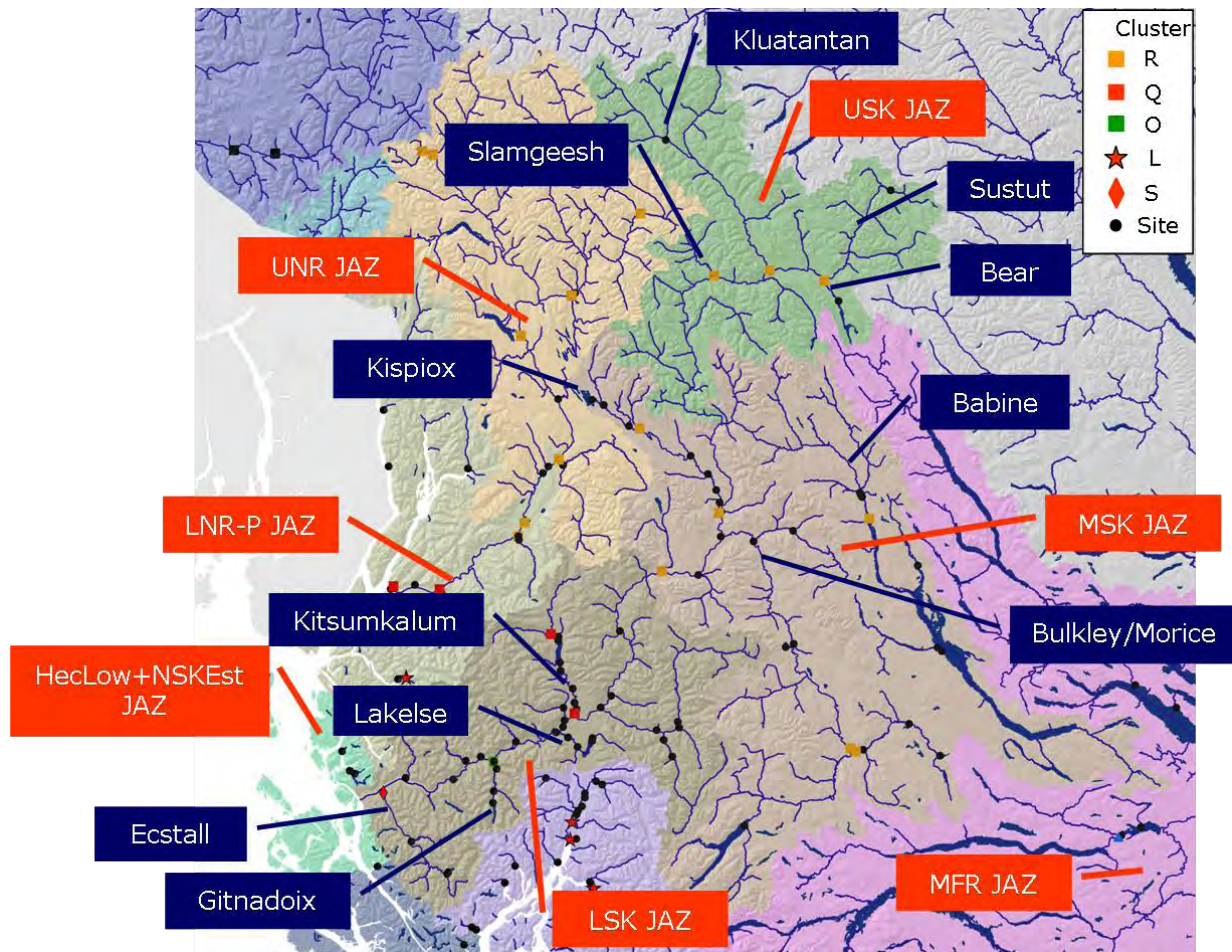 Kluatantan
Cluster
R
Q
O
L
S
Site
USK JAZ
Slamgeesh
Sustut
UNR JAZ
Bear
Kispiox
Babine
LNR-P JAZ
MSK JAZ
Kitsumkalum
Bulkley/Morice
HecLow+NSKEst
JAZ
Lakelse
Ecstall
Gitnadoix
LSK JAZ
MFR JAZ